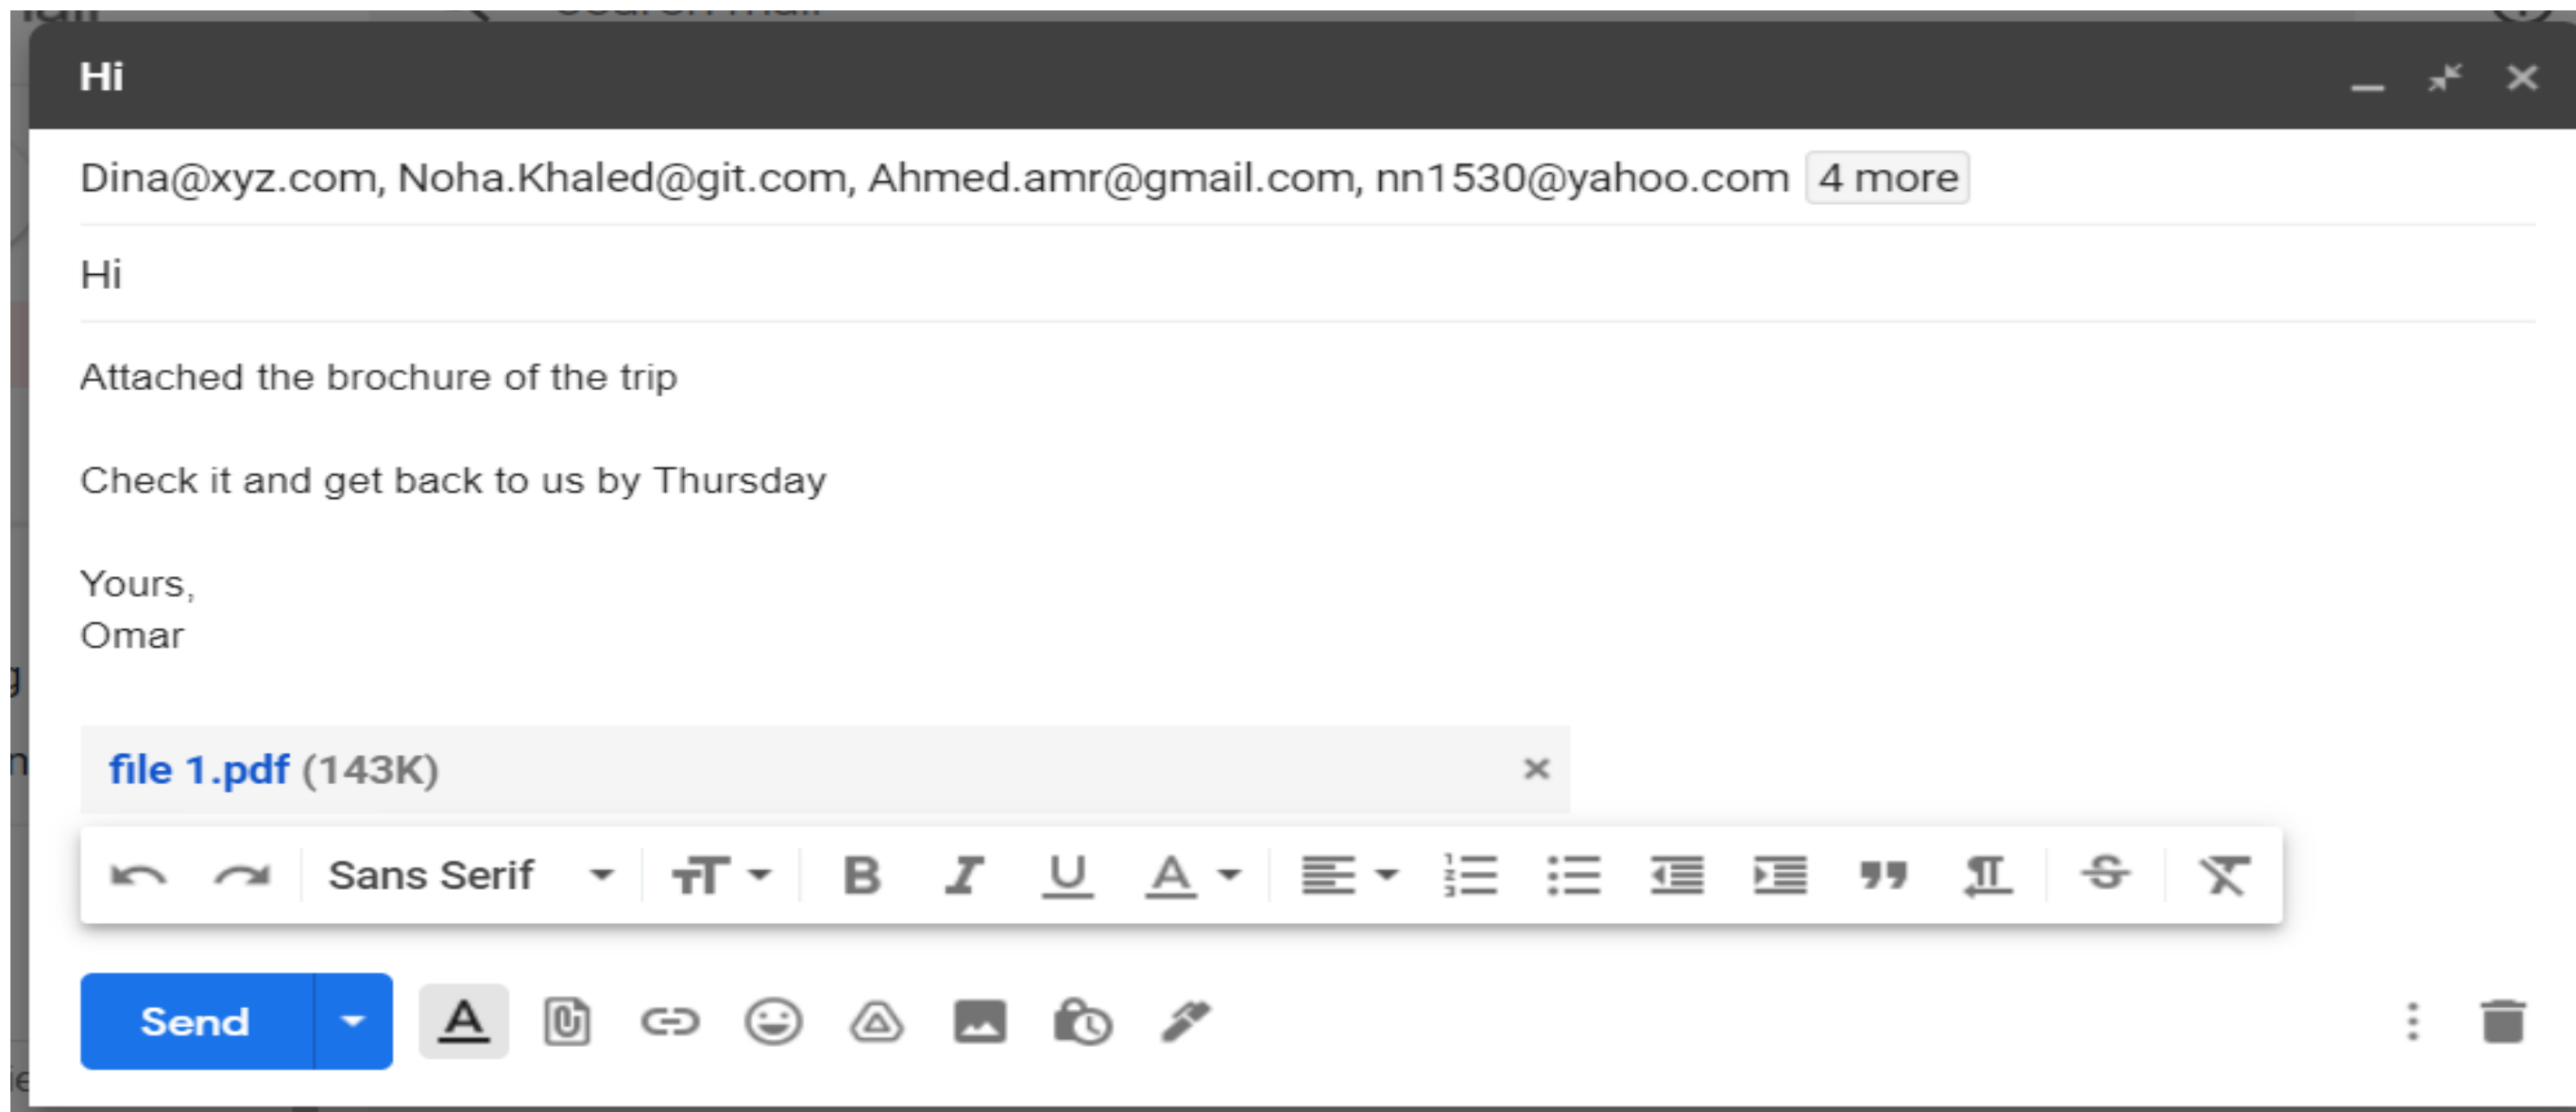 Hi
Dina@xyz.com, Noha.Khaled@git.com, Ahmed.amr@gmail.com, nn1530@yahoo.com 4 more
Hi
Attached the brochure of the trip
Check it and get back to us by Thursday
Yours,
Omar
file 1.pdf (143K)
Sans Serif
Send